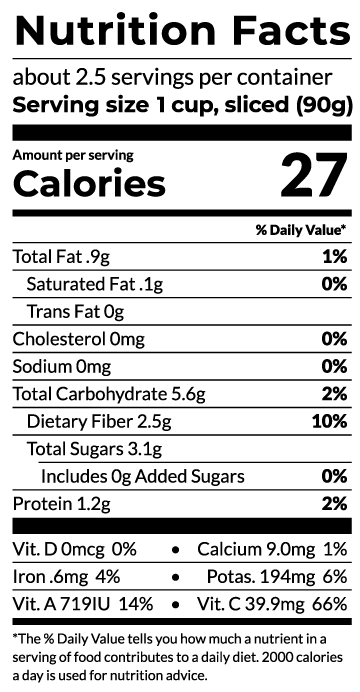 Nutrition Facts
about 2.5 servings per container
Serving size 1 cup, sliced (90g)
Amount per serving
Calories 27
% Daily Value*
Total Fat .9g 1%
Saturated Fat .1g 0%
Trans Fat 0g
Cholesterol 0mg 0%
Sodium 0mg 0%
Total Carbohydrate 5.6g 2%
Dietary Fiber 2.5g 10%
Total Sugars 3.1g
Includes 0g Added Sugars 0%
Protein 1.2g 2%
Vit. D 0mcg 0% • Calcium 9.0mg 1%
Iron .6mg 4% • Potas. 194mg 6%
Vit. A 719IU 14% • Vit. C 39.9mg 66%
*The % Daily Value tells you how much a nutrient in a
serving of food contributes to a daily diet. 2000 calories
a day is used for nutrition advice.